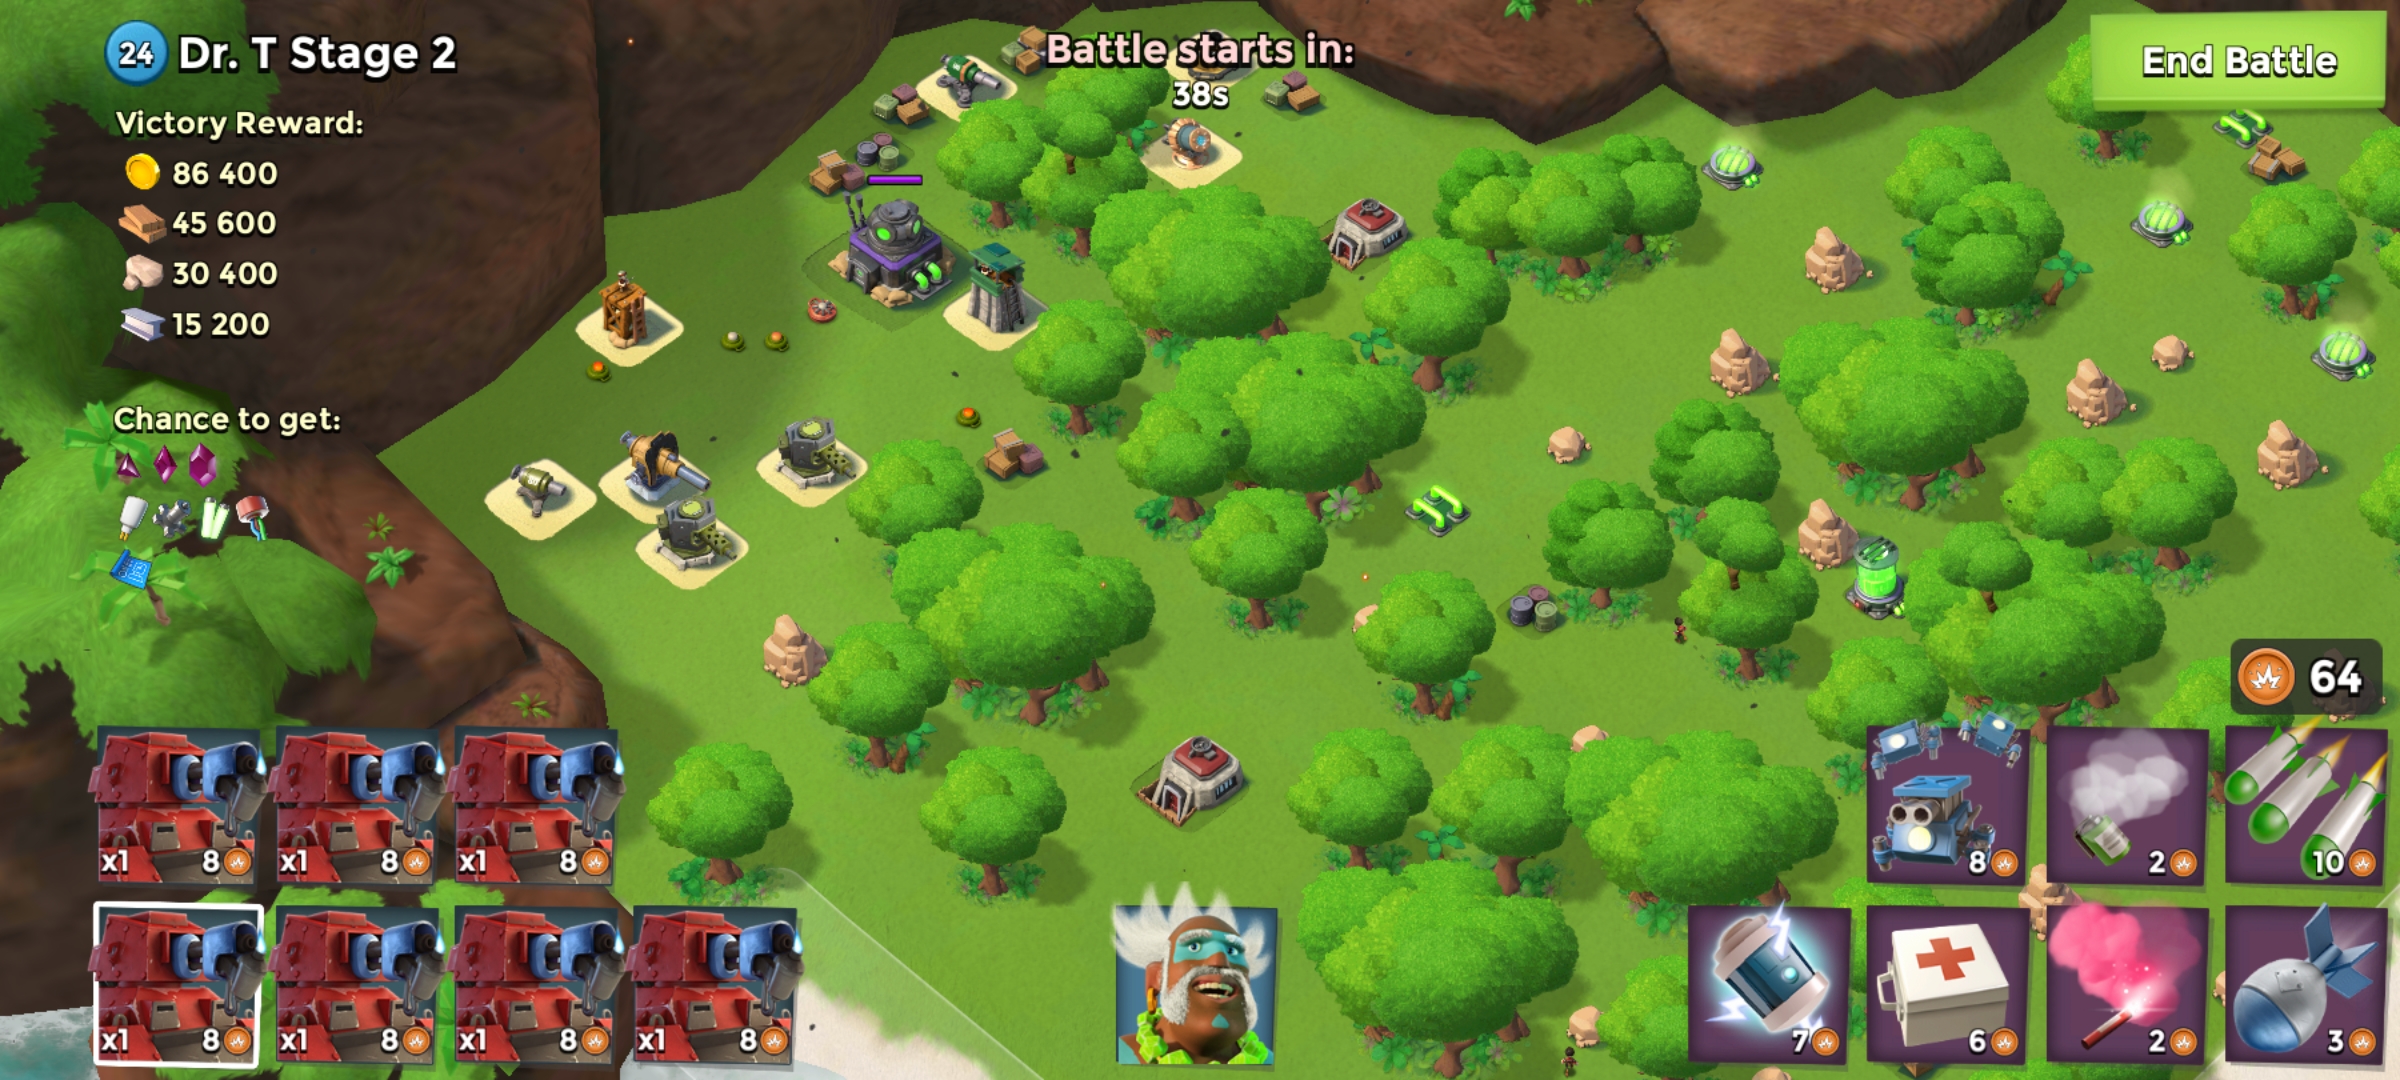 24 Dr. T Stage 2
Battle starts in:
38s
End Battle
Victory Reward:
86 400
45 600
30 400
15 200
Chance to get:
64
x1 8
x1 8
x1 8
8
2
10
x1 8
x1 8
x1 8
x1 8
7
6
2
3